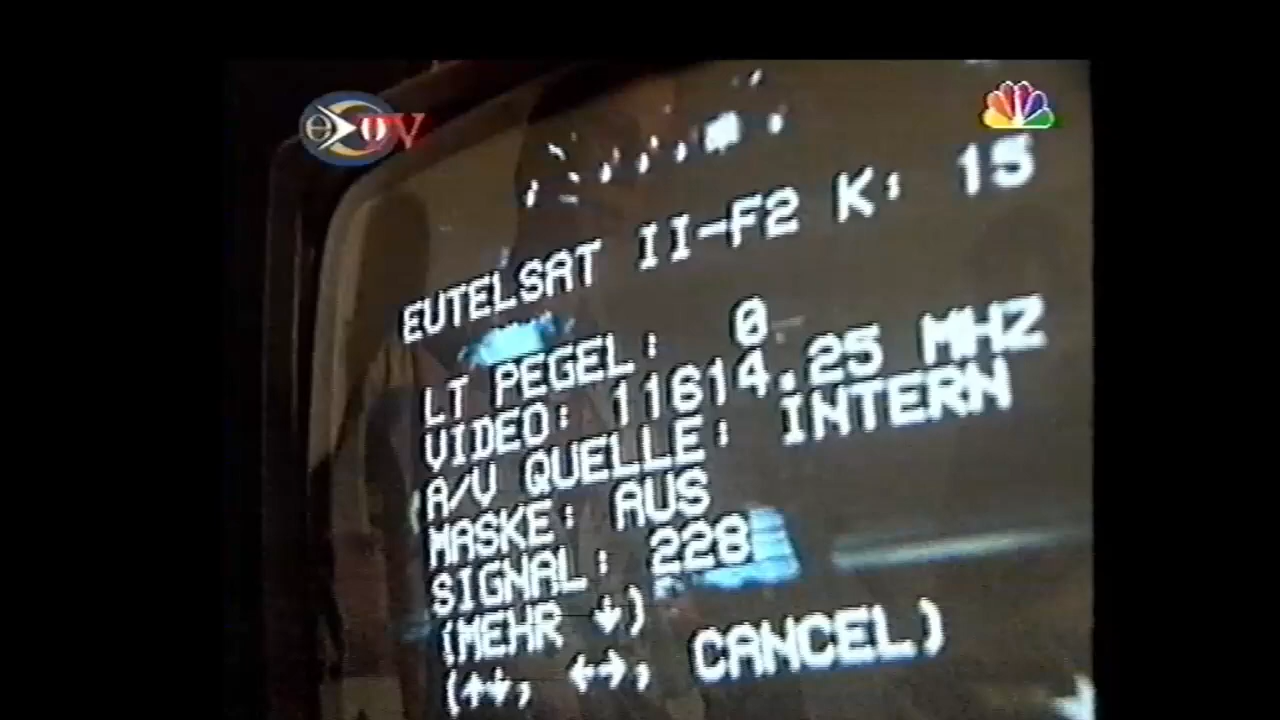 EUTELSAT II-F2 K: 15
LT PEGEL: 0
VIDEO: 11614.25 MHZ
A/V QUELLE: INTERN
MASKE: AUS
SIGNAL: 228
(MEHR ↓)
(↑↓, ↔, CANCEL)